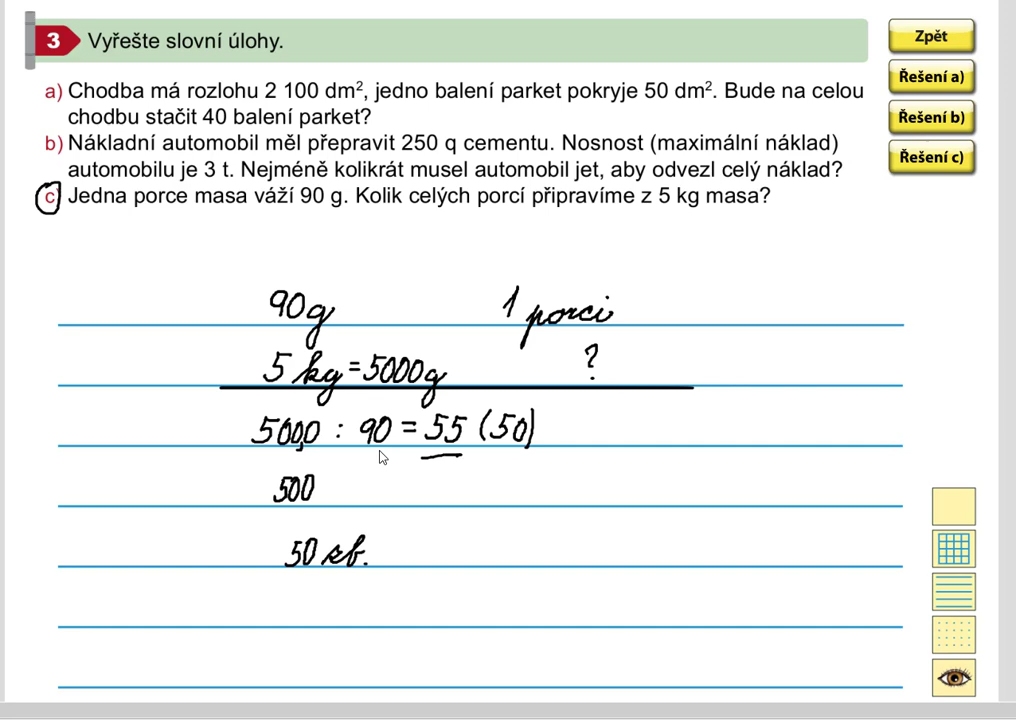 3 Vyřešte slovní úlohy.
Zpět
Řešení a)
Řešení b)
Řešení c)
a) Chodba má rozlohu 2 100 dm², jedno balení parket pokryje 50 dm². Bude na celou
chodbu stačit 40 balení parket?
b) Nákladní automobil měl přepravit 250 q cementu. Nosnost (maximální náklad)
automobilu je 3 t. Nejméně kolikrát musel automobil jet, aby odvezl celý náklad?
c) Jedna porce masa váží 90 g. Kolik celých porcí připravíme z 5 kg masa?
90g 1 porci
5 kg = 5000g ?
5000 : 90 = 55 (50)
500
50 zb.